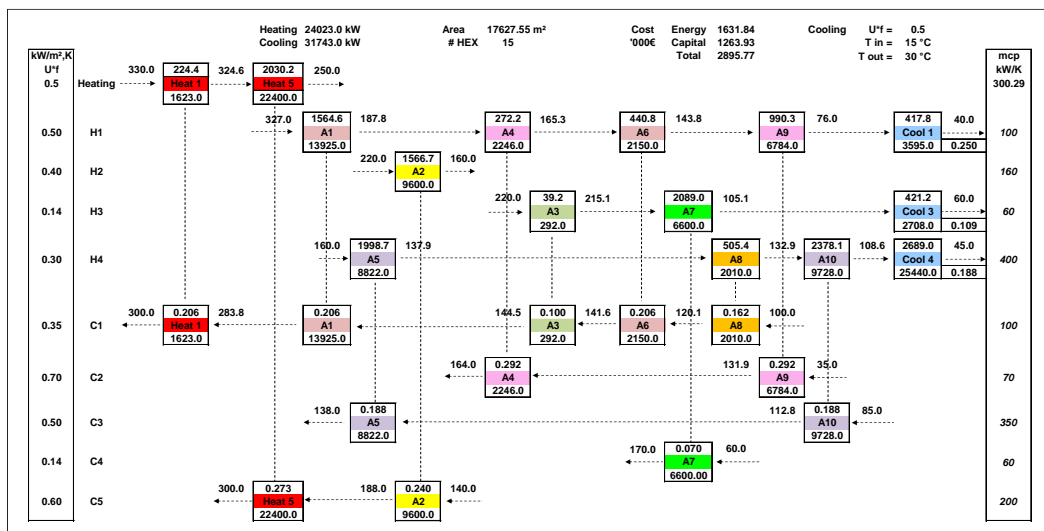 Heating 24023.0 kW Area 17627.55 m² Cost Energy 1631.84 Cooling U*f = 0.5
Cooling 31743.0 kW # HEX 15 '000€ Capital 1263.93 T in = 15 °C
Total 2895.77 T out = 30 °C
kW/m²,K mcp
U*f 330.0 224.4 324.6 2030.2 250.0 kW/K
0.5 Heating Heat 1 Heat 5 300.29
1623.0 22400.0
327.0 1564.6 187.8 272.2 165.3 440.8 143.8 990.3 76.0 417.8 40.0
0.50 H1 A1 A4 A6 A9 Cool 1 100
13925.0 2246.0 2150.0 6784.0 3595.0 0.250
220.0 1566.7 160.0
0.40 H2 A2 160
9600.0
220.0 39.2 215.1 2089.0 105.1 421.2 60.0
0.14 H3 A3 A7 Cool 3 60
292.0 6600.0 2708.0 0.109
160.0 1998.7 137.9 505.4 132.9 2378.1 108.6 2689.0 45.0
0.30 H4 A5 A8 A10 Cool 4 400
8822.0 2010.0 9728.0 25440.0 0.188
300.0 0.206 283.8 0.206 144.5 0.100 141.6 0.206 120.1 0.162 100.0
0.35 C1 Heat 1 A1 A3 A6 A8 100
1623.0 13925.0 292.0 2150.0 2010.0
164.0 0.292 131.9 0.292 35.0
0.70 C2 A4 A9 70
2246.0 6784.0
138.0 0.188 112.8 0.188 85.0
0.50 C3 A5 A10 350
8822.0 9728.0
170.0 0.070 60.0
0.14 C4 A7 60
6600.00
300.0 0.273 188.0 0.240 140.0
0.60 C5 Heat 5 A2 200
22400.0 9600.0